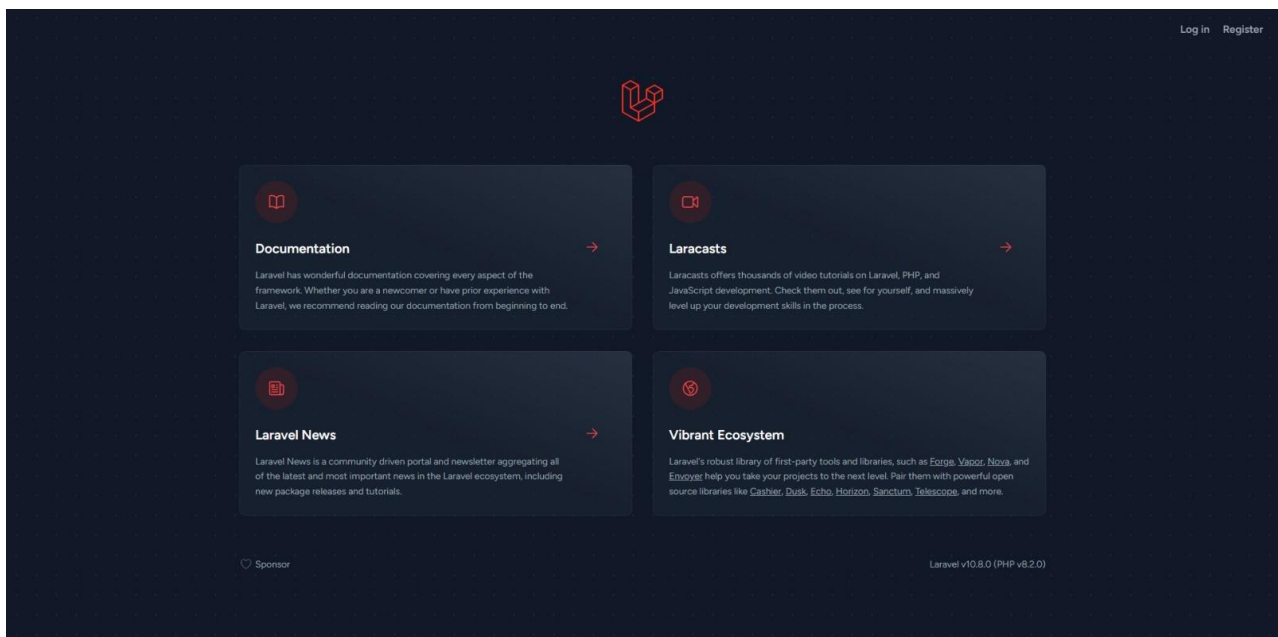 Log in Register
Documentation
Laravel has wonderful documentation covering every aspect of the
framework. Whether you are a newcomer or have prior experience with
Laravel, we recommend reading our documentation from beginning to end.
Laracasts
Laracasts offers thousands of video tutorials on Laravel, PHP, and
JavaScript development. Check them out, see for yourself, and massively
level up your development skills in the process.
Laravel News
Laravel News is a community driven portal and newsletter aggregating all
of the latest and most important news in the Laravel ecosystem, including
new package releases and tutorials.
Vibrant Ecosystem
Laravel's robust library of first-party tools and libraries, such as Forge, Vapor, Nova, and
Envoyer help you take your projects to the next level. Pair them with powerful open
source libraries like Cashier, Dusk, Echo, Horizon, Sanctum, Telescope, and more.
Sponsor
Laravel v10.8.0 (PHP v8.2.0)